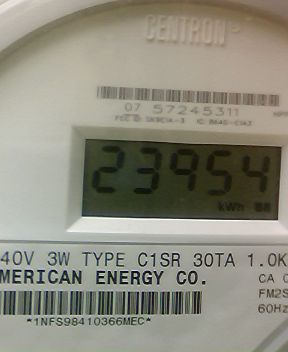 CENTRON®
07 57245311
23954
kWh
40V 3W TYPE C1SR 30TA 1.0K
MERICAN ENERGY CO.
CA
FM2S
60Hz
*1NFS98410366MEC*